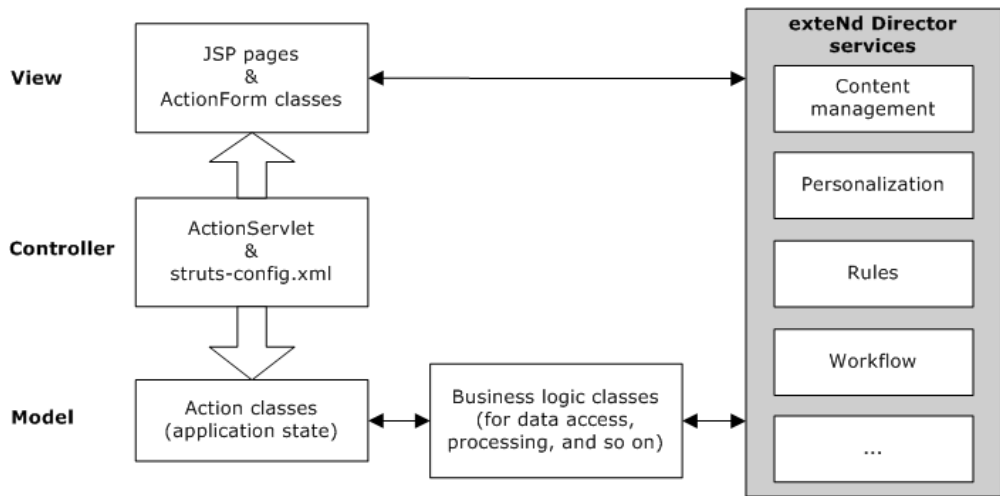 View
JSP pages
&
ActionForm classes
Controller
ActionServlet
&
struts-config.xml
Model
Action classes
(application state)
Business logic classes
(for data access,
processing, and so on)
exteNd Director
services
Content
management
Personalization
Rules
Workflow
...